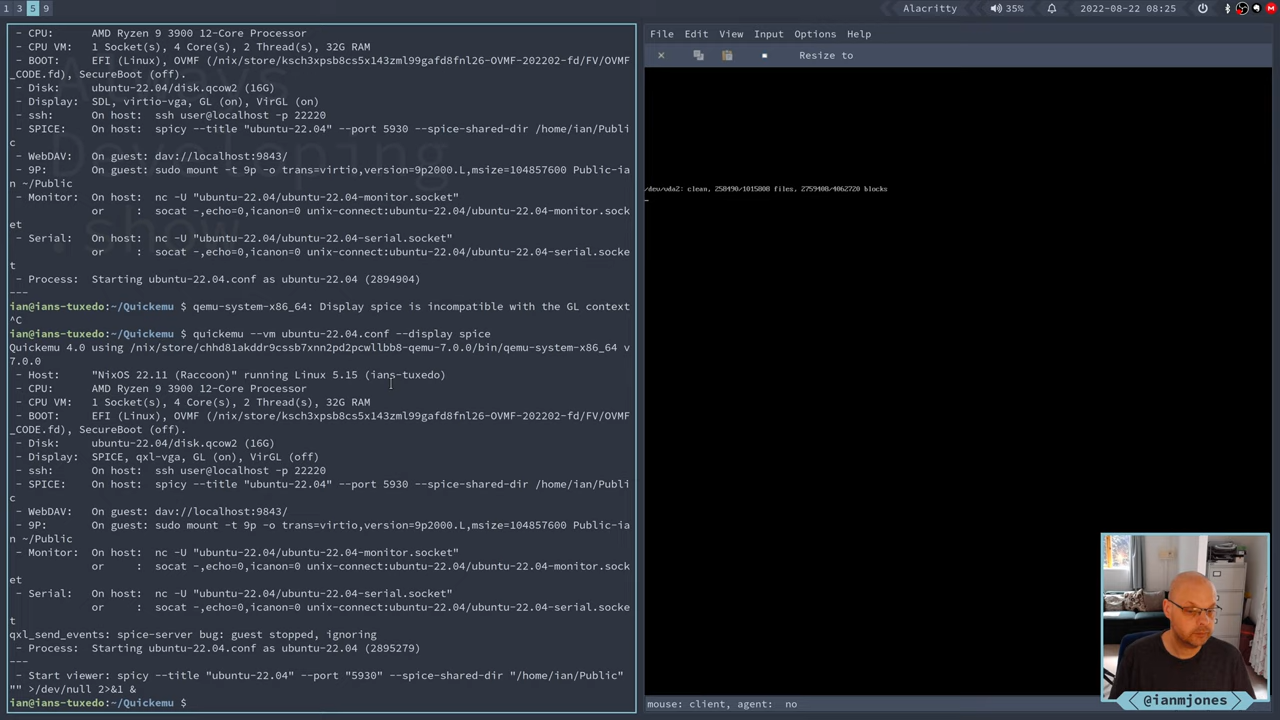 1 3 5 9
Alacritty
35%
2022-08-22 08:25
- CPU: AMD Ryzen 9 3900 12-Core Processor
- CPU VM: 1 Socket(s), 4 Core(s), 2 Thread(s), 32G RAM
- BOOT: EFI (Linux), OVMF (/nix/store/ksch3xpsb8cs5x143zml99gafd8fnl26-OVMF-202202-fd/FV/OVMF
_CODE.fd), SecureBoot (off).
- Disk: ubuntu-22.04/disk.qcow2 (16G)
- Display: SDL, virtio-vga, GL (on), VirGL (on)
- ssh: On host: ssh user@localhost -p 22220
- SPICE: On host: spicy --title "ubuntu-22.04" --port 5930 --spice-shared-dir /home/ian/Publi
c
- WebDAV: On guest: dav://localhost:9843/
- 9P: On guest: sudo mount -t 9p -o trans=virtio,version=9p2000.L,msize=104857600 Public-ia
n ~/Public
- Monitor: On host: nc -U "ubuntu-22.04/ubuntu-22.04-monitor.socket"
or : socat -,echo=0,icanon=0 unix-connect:ubuntu-22.04/ubuntu-22.04-monitor.sock
et
- Serial: On host: nc -U "ubuntu-22.04/ubuntu-22.04-serial.socket"
or : socat -,echo=0,icanon=0 unix-connect:ubuntu-22.04/ubuntu-22.04-serial.socke
t
- Process: Starting ubuntu-22.04.conf as ubuntu-22.04 (2894904)
---
ian@ians-tuxedo:~/Quickemu $ qemu-system-x86_64: Display spice is incompatible with the GL context
^C
ian@ians-tuxedo:~/Quickemu $ quickemu --vm ubuntu-22.04.conf --display spice
Quickemu 4.0 using /nix/store/chhd81akddr9cssb7xnn2pd2pcwllbb8-qemu-7.0.0/bin/qemu-system-x86_64 v
7.0.0
- Host: "NixOS 22.11 (Raccoon)" running Linux 5.15 (ians-tuxedo)
- CPU: AMD Ryzen 9 3900 12-Core Processor
- CPU VM: 1 Socket(s), 4 Core(s), 2 Thread(s), 32G RAM
- BOOT: EFI (Linux), OVMF (/nix/store/ksch3xpsb8cs5x143zml99gafd8fnl26-OVMF-202202-fd/FV/OVMF
_CODE.fd), SecureBoot (off).
- Disk: ubuntu-22.04/disk.qcow2 (16G)
- Display: SPICE, qxl-vga, GL (on), VirGL (off)
- ssh: On host: ssh user@localhost -p 22220
- SPICE: On host: spicy --title "ubuntu-22.04" --port 5930 --spice-shared-dir /home/ian/Publi
c
- WebDAV: On guest: dav://localhost:9843/
- 9P: On guest: sudo mount -t 9p -o trans=virtio,version=9p2000.L,msize=104857600 Public-ia
n ~/Public
- Monitor: On host: nc -U "ubuntu-22.04/ubuntu-22.04-monitor.socket"
or : socat -,echo=0,icanon=0 unix-connect:ubuntu-22.04/ubuntu-22.04-monitor.sock
et
- Serial: On host: nc -U "ubuntu-22.04/ubuntu-22.04-serial.socket"
or : socat -,echo=0,icanon=0 unix-connect:ubuntu-22.04/ubuntu-22.04-serial.socke
t
qxl_send_events: spice-server bug: guest stopped, ignoring
- Process: Starting ubuntu-22.04.conf as ubuntu-22.04 (2895279)
---
- Start viewer: spicy --title "ubuntu-22.04" --port "5930" --spice-shared-dir "/home/ian/Public"
"" >/dev/null 2>&1 &
ian@ians-tuxedo:~/Quickemu $
Always
Developing
show
File Edit View Input Options Help
Resize to
/dev/vda2: clean, 258490/1015808 files, 2759408/4062720 blocks
mouse: client, agent: no
@ianmjones